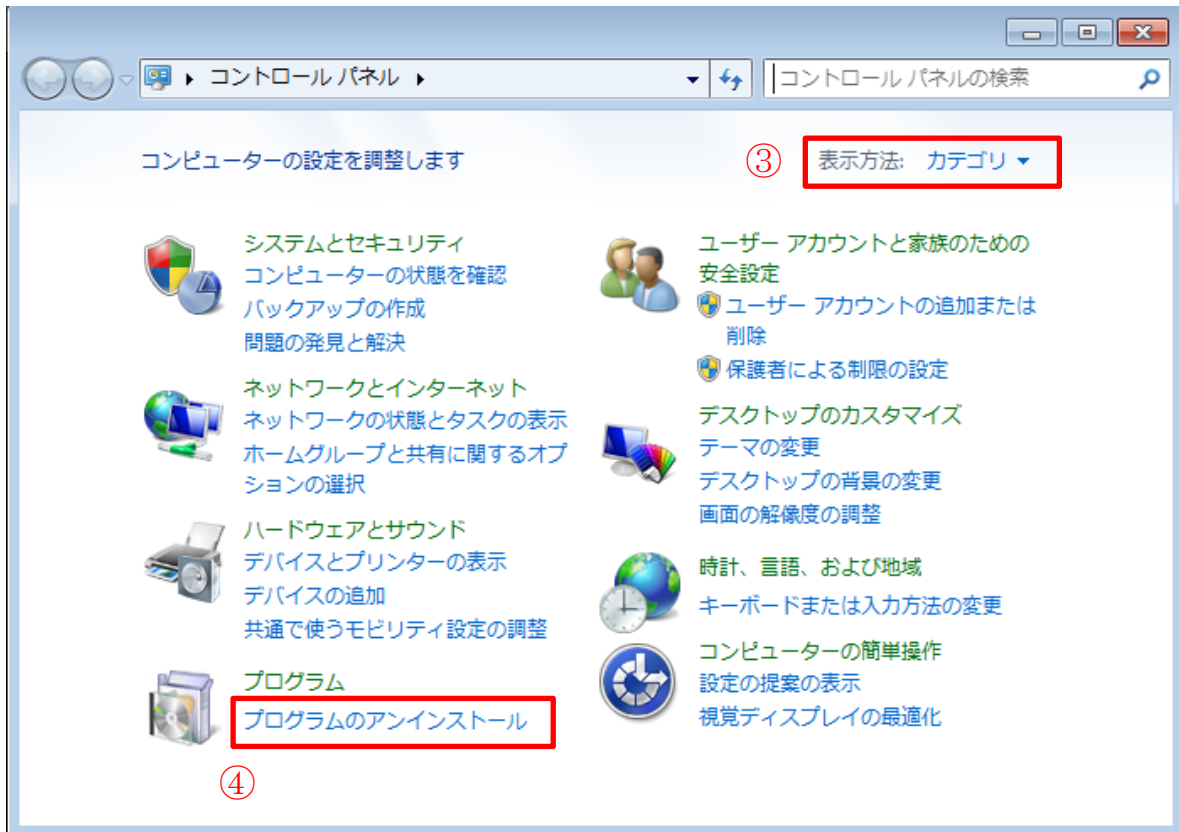 コントロール パネル
コントロール パネルの検索
コンピューターの設定を調整します
③
表示方法: カテゴリ
システムとセキュリティ
コンピューターの状態を確認
バックアップの作成
問題の発見と解決
ネットワークとインターネット
ネットワークの状態とタスクの表示
ホームグループと共有に関するオプ
ションの選択
ハードウェアとサウンド
デバイスとプリンターの表示
デバイスの追加
共通で使うモビリティ設定の調整
プログラム
プログラムのアンインストール
④
ユーザー アカウントと家族のための
安全設定
ユーザー アカウントの追加または
削除
保護者による制限の設定
デスクトップのカスタマイズ
テーマの変更
デスクトップの背景の変更
画面の解像度の調整
時計、言語、および地域
キーボードまたは入力方法の変更
コンピューターの簡単操作
設定の提案の表示
視覚ディスプレイの最適化